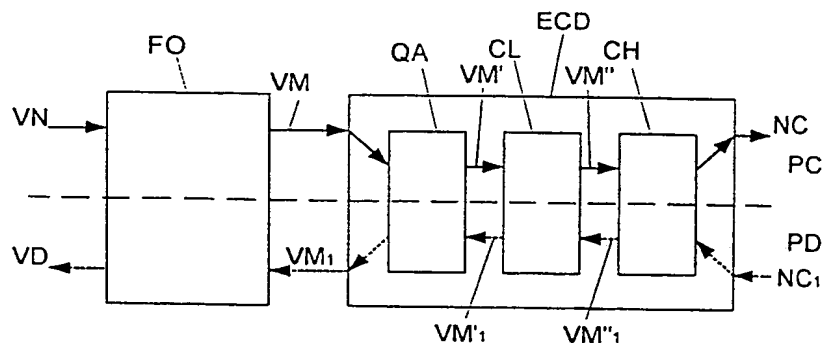 FO
ECD
QA
VM'
CL
VM"
CH
VM
VN
NC
PC
PD
VD
VM₁
NC₁
VM'₁
VM"₁